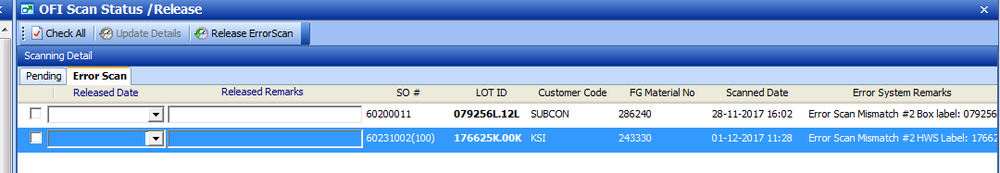 OFI Scan Status /Release
Check All Update Details Release ErrorScan
Scanning Detail
Pending Error Scan
Released Date Released Remarks SO # LOT ID Customer Code FG Material No Scanned Date Error System Remarks
60200011 079256L.12L SUBCON 286240 28-11-2017 16:02 Error Scan Mismatch #2 Box label: 079256
60231002(100) 176625K.00K KSI 243330 01-12-2017 11:28 Error Scan Mismatch #2 HWS Label: 17662